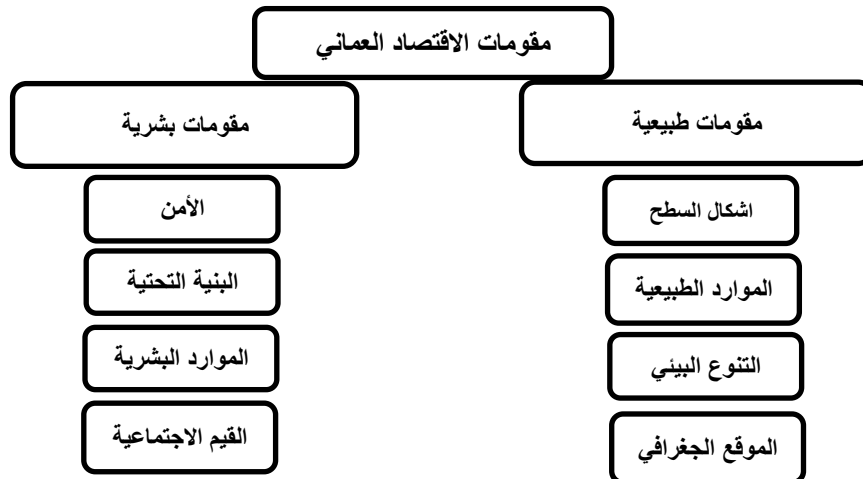 مقومات الاقتصاد العماني
مقومات طبيعية
مقومات بشرية
اشكال السطح
الأمن
الموارد الطبيعية
البنية التحتية
التنوع البيئي
الموارد البشرية
الموقع الجغرافي
القيم الاجتماعية